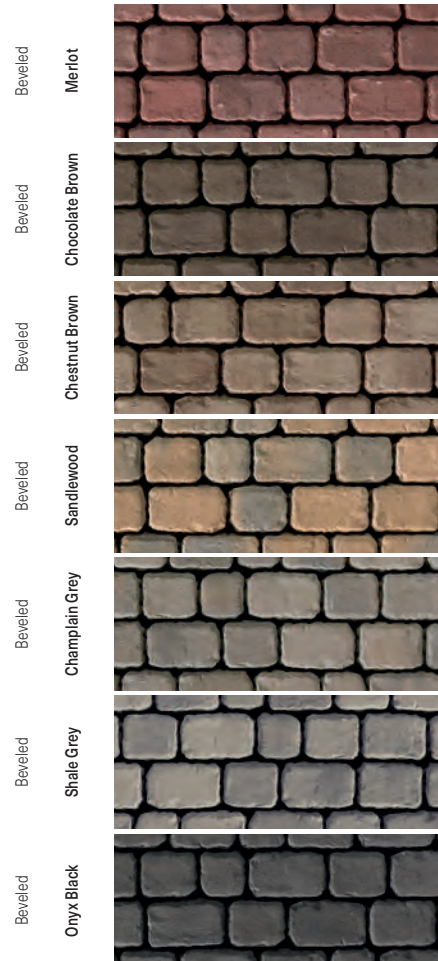 Beveled
Merlot
Beveled
Chocolate Brown
Beveled
Chestnut Brown
Beveled
Sandlewood
Beveled
Champlain Grey
Beveled
Shale Grey
Beveled
Onyx Black